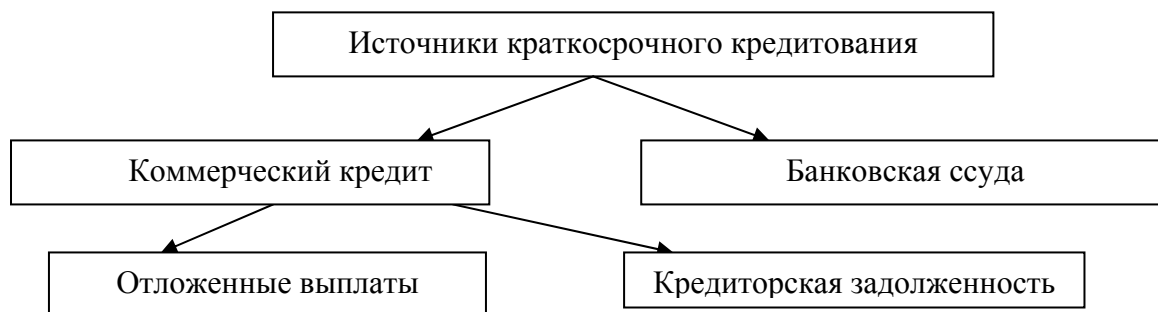 Источники краткосрочного кредитования
Коммерческий кредит
Банковская ссуда
Отложенные выплаты
Кредиторская задолженность